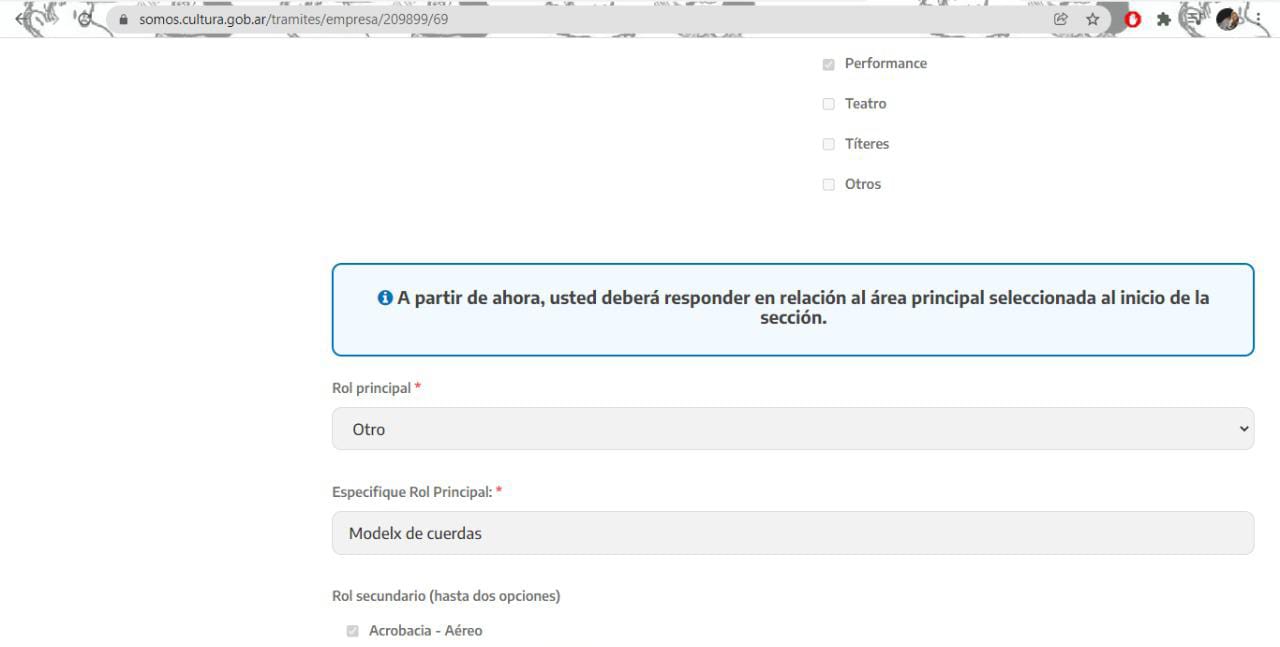 somos.cultura.gob.ar/tramites/empresa/209899/69
Performance
Teatro
Títeres
Otros
A partir de ahora, usted deberá responder en relación al área principal seleccionada al inicio de la
sección.
Rol principal *
Otro
Especifique Rol Principal: *
Modelx de cuerdas
Rol secundario (hasta dos opciones)
Acrobacia - Aéreo